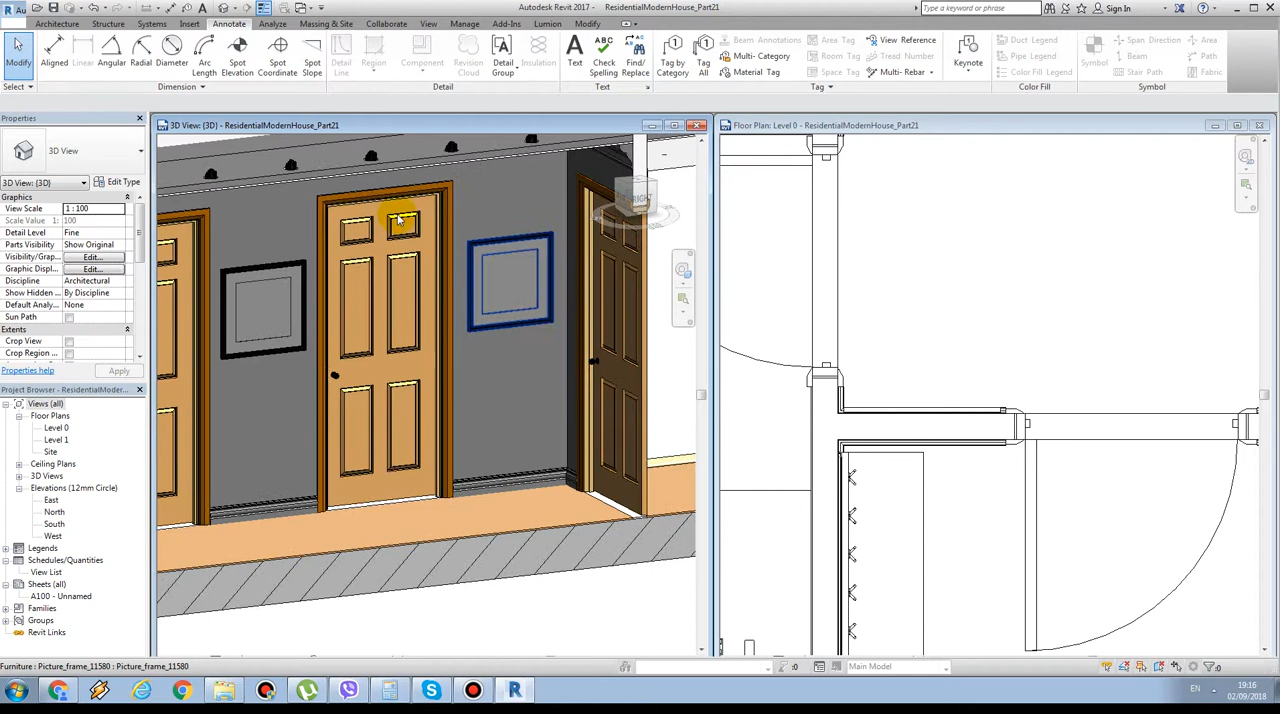 Autodesk Revit 2017 - ResidentialModernHouse_Part21
Type a keyword or phrase
Sign In
Architecture
Structure
Systems
Insert
Annotate
Analyze
Massing & Site
Collaborate
View
Manage
Add-Ins
Lumion
Modify
Modify
Aligned
Linear
Angular
Radial
Diameter
Arc Length
Spot Elevation
Spot Coordinate
Spot Slope
Detail Line
Region
Component
Revision Cloud
Detail Group
Insulation
Text
Check Spelling
Find/ Replace
Tag by Category
Tag All
Beam Annotations
Multi- Category
Material Tag
Area Tag
Room Tag
Space Tag
View Reference
Tread Number
Multi- Rebar
Keynote
Duct Legend
Pipe Legend
Color Fill Legend
Symbol
Span Direction
Beam
Stair Path
Area
Path
Fabric
Select
Dimension
Detail
Text
Tag
Color Fill
Symbol
Properties
3D View
3D View: {3D}
Edit Type
Graphics
View Scale 1 : 100
Scale Value 1: 100
Detail Level Fine
Parts Visibility Show Original
Visibility/Grap... Edit...
Graphic Displ... Edit...
Discipline Architectural
Show Hidden ... By Discipline
Default Analy... None
Sun Path
Extents
Crop View
Crop Region ...
Properties help
Apply
Project Browser - ResidentialModer...
Views (all)
Floor Plans
Level 0
Level 1
Site
Ceiling Plans
3D Views
Elevations (12mm Circle)
East
North
South
West
Legends
Schedules/Quantities
View List
Sheets (all)
A100 - Unnamed
Families
Groups
Revit Links
3D View: {3D} - ResidentialModernHouse_Part21
RIGHT
Floor Plan: Level 0 - ResidentialModernHouse_Part21
Furniture : Picture_frame_11580 : Picture_frame_11580
:0
Main Model
:0
EN
19:16
02/09/2018